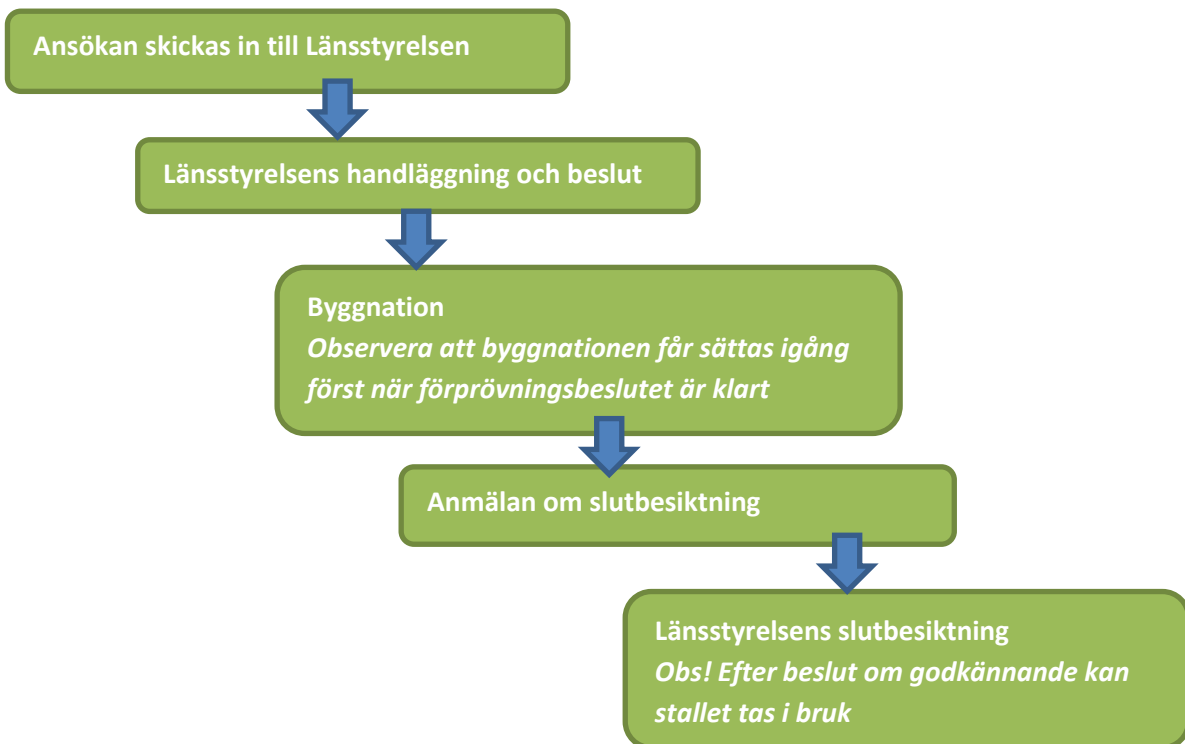 Ansökan skickas in till Länsstyrelsen
Länsstyrelsens handläggning och beslut
Byggnation
Observera att byggnationen får sättas igång
först när förprövningsbeslutet är klart
Anmälan om slutbesiktning
Länsstyrelsens slutbesiktning
Obs! Efter beslut om godkännande kan
stallet tas i bruk